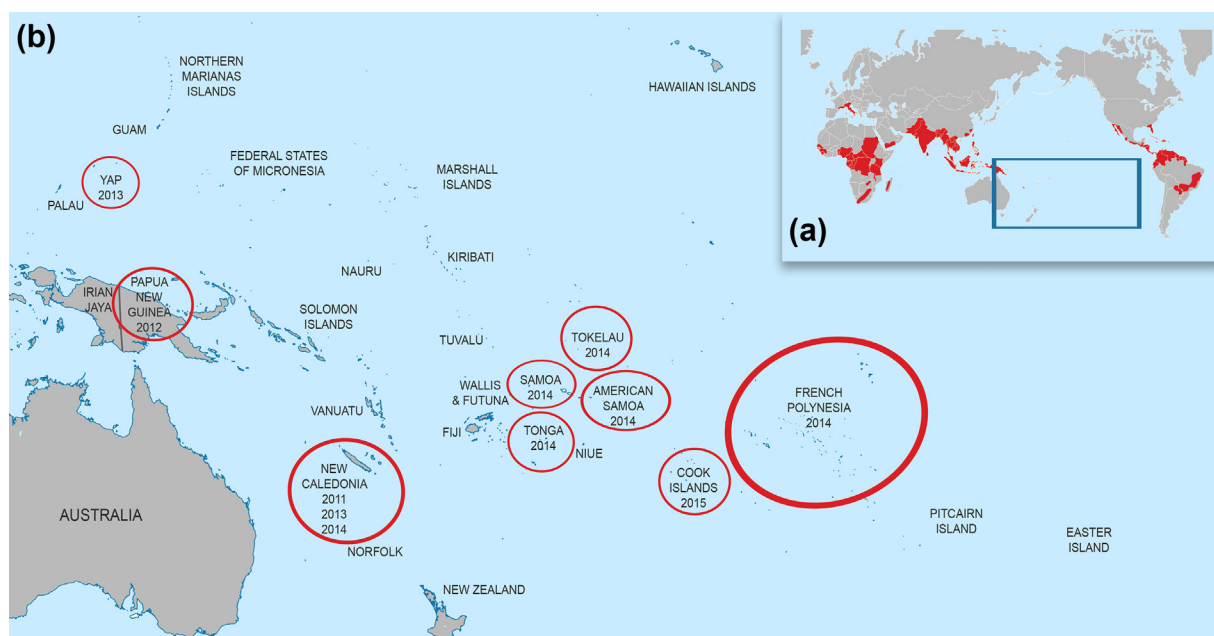 (b)
NORTHERN
MARIANAS
ISLANDS
HAWAIIAN ISLANDS
(a)
GUAM
FEDERAL STATES
OF MICRONESIA
MARSHALL
ISLANDS
YAP
2013
PALAU
KIRIBATI
NAURU
PAPUA
NEW
GUINEA
2012
IRIAN
JAYA
SOLOMON
ISLANDS
TUVALU
TOKELAU
2014
SAMOA
2014
WALLIS
& FUTUNA
AMERICAN
SAMOA
2014
FRENCH
POLYNESIA
2014
VANUATU
FIJI
TONGA
2014
NIUE
NEW
CALEDONIA
2011
2013
2014
COOK
ISLANDS
2015
AUSTRALIA
NORFOLK
PITCAIRN
ISLAND
EASTER
ISLAND
NEW ZEALAND